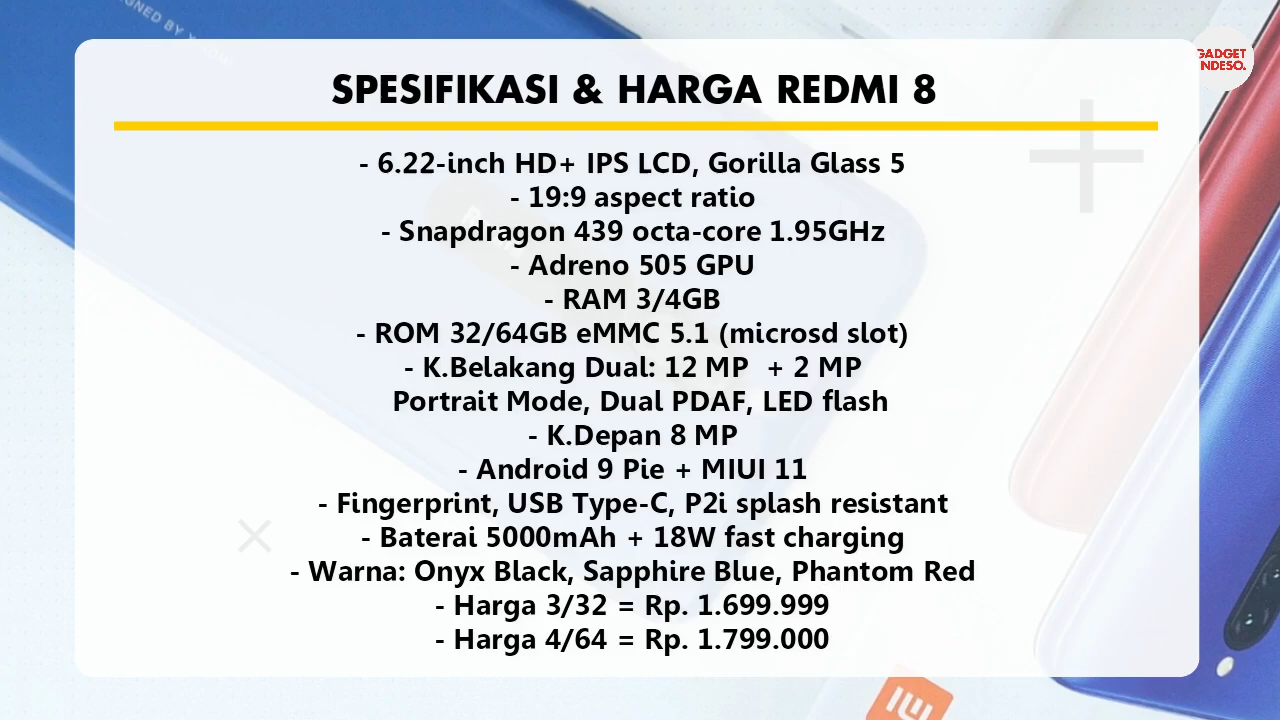 GADGET
NDESO.
SPESIFIKASI & HARGA REDMI 8
- 6.22-inch HD+ IPS LCD, Gorilla Glass 5
- 19:9 aspect ratio
- Snapdragon 439 octa-core 1.95GHz
- Adreno 505 GPU
- RAM 3/4GB
- ROM 32/64GB eMMC 5.1 (microsd slot)
- K.Belakang Dual: 12 MP + 2 MP
Portrait Mode, Dual PDAF, LED flash
- K.Depan 8 MP
- Android 9 Pie + MIUI 11
- Fingerprint, USB Type-C, P2i splash resistant
- Baterai 5000mAh + 18W fast charging
- Warna: Onyx Black, Sapphire Blue, Phantom Red
- Harga 3/32 = Rp. 1.699.999
- Harga 4/64 = Rp. 1.799.000